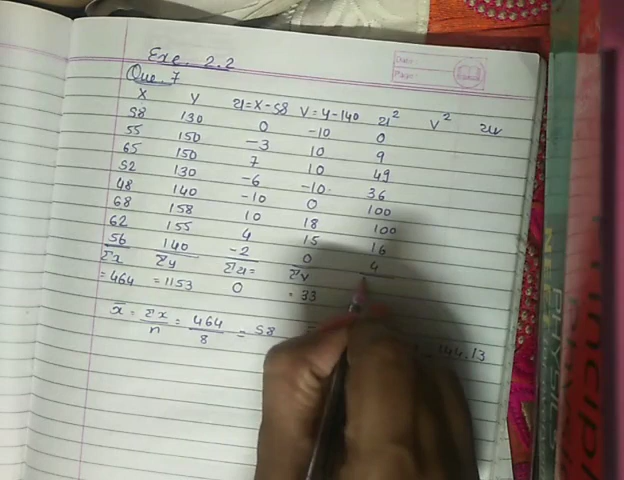 Exe. 2.2
Que. 7
X Y u=X-58 V=y-140 u² V² uv
58 130 0 -10 0
55 150 -3 10 9
65 150 7 10 49
52 130 -6 -10 36
48 140 -10 0 100
68 158 10 18 100
62 155 4 15 16
56 140 -2 0 4
Σx Σy Σu= Σv
=464 =1153 0 =33
x̄ = Σx/n = 464/8 = 58 = 144.13